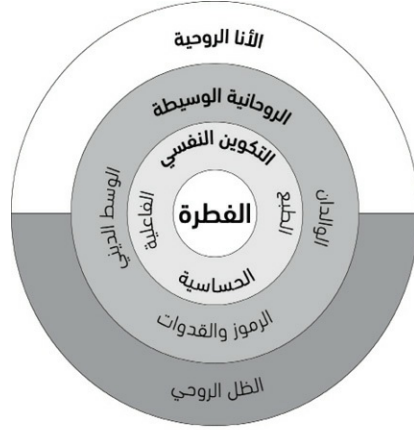 الأنا الروحية
الروحانية الوسيطة
التكوين النفسي
الوالدان
الطبع
الفطرة
الفاعلية
الوسط الديني
الحساسية
الرموز والقدوات
الظل الروحي